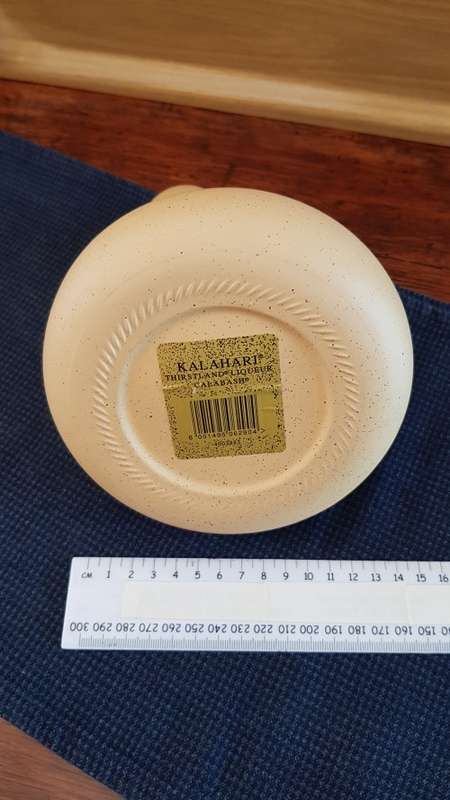 KALAHARI®
THIRSTLAND® LIQUEUR
CALABASH®
CM 1 2 3 4 5 6 7 8 9 10 11 12 13 14 15 16
300 290 280 270 260 250 240 230 220 210 200 190 180 170 160 150